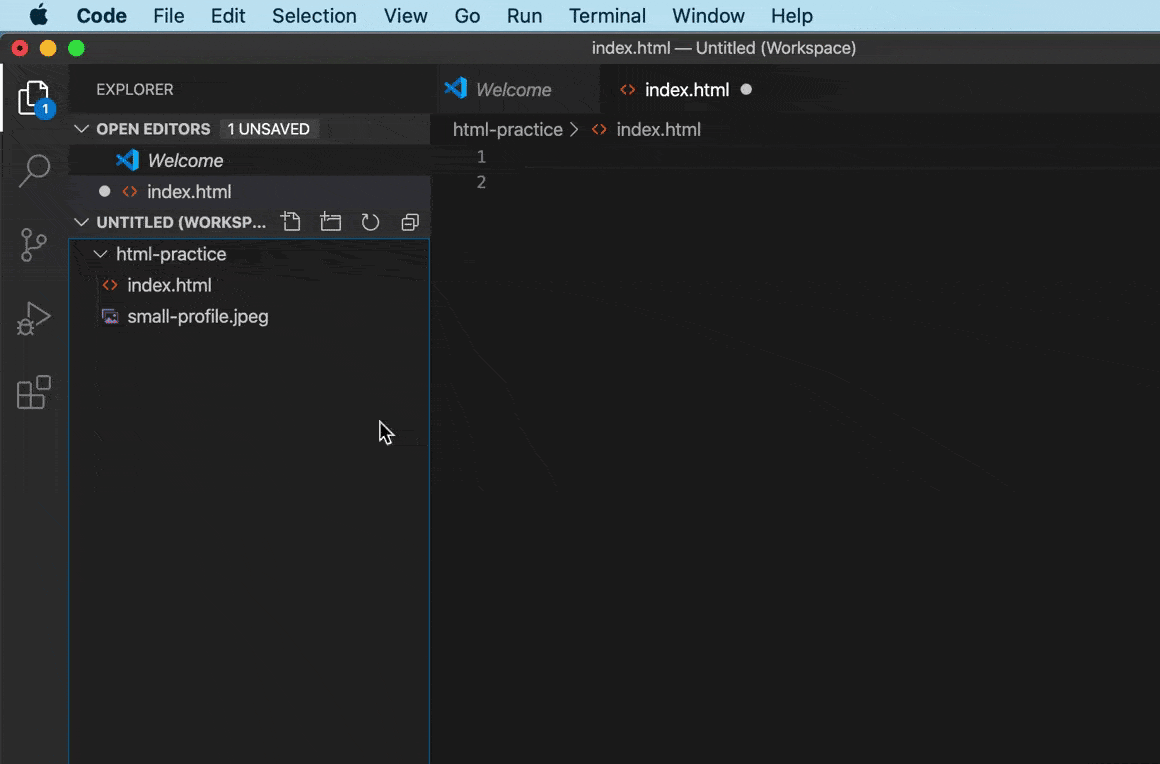 Code File Edit Selection View Go Run Terminal Window Help
index.html — Untitled (Workspace)
EXPLORER
Welcome
index.html
1
OPEN EDITORS 1 UNSAVED
html-practice > index.html
Welcome
1
index.html
2
UNTITLED (WORKSP...
html-practice
index.html
small-profile.jpeg